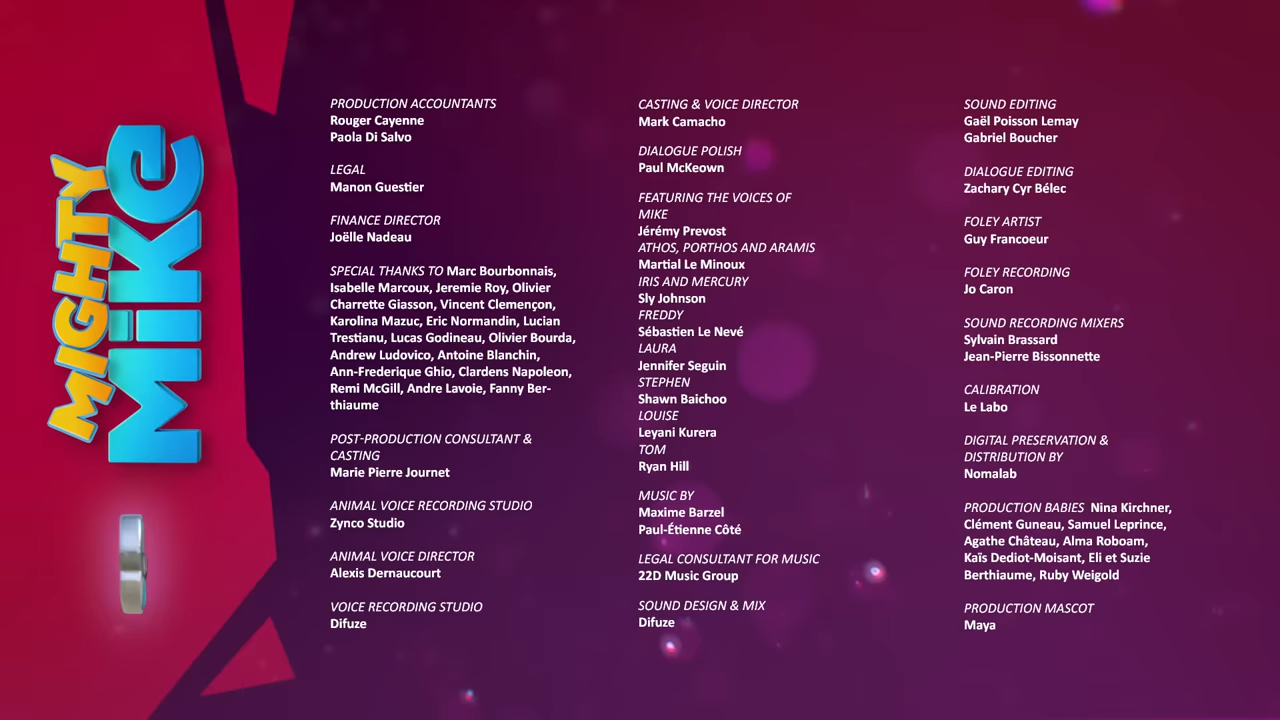 MIGHTY
MiKe
PRODUCTION ACCOUNTANTS
Rouger Cayenne
Paola Di Salvo
LEGAL
Manon Guestier
FINANCE DIRECTOR
Joëlle Nadeau
SPECIAL THANKS TO Marc Bourbonnais,
Isabelle Marcoux, Jeremie Roy, Olivier
Charrette Giasson, Vincent Clemençon,
Karolina Mazuc, Eric Normandin, Lucian
Trestianu, Lucas Godineau, Olivier Bourda,
Andrew Ludovico, Antoine Blanchin,
Ann-Frederique Ghio, Clardens Napoleon,
Remi McGill, Andre Lavoie, Fanny Ber-
thiaume
POST-PRODUCTION CONSULTANT &
CASTING
Marie Pierre Journet
ANIMAL VOICE RECORDING STUDIO
Zynco Studio
ANIMAL VOICE DIRECTOR
Alexis Dernaucourt
VOICE RECORDING STUDIO
Difuze
CASTING & VOICE DIRECTOR
Mark Camacho
DIALOGUE POLISH
Paul McKeown
FEATURING THE VOICES OF
MIKE
Jérémy Prevost
ATHOS, PORTHOS AND ARAMIS
Martial Le Minoux
IRIS AND MERCURY
Sly Johnson
FREDDY
Sébastien Le Nevé
LAURA
Jennifer Seguin
STEPHEN
Shawn Baichoo
LOUISE
Leyani Kurera
TOM
Ryan Hill
MUSIC BY
Maxime Barzel
Paul-Étienne Côté
LEGAL CONSULTANT FOR MUSIC
22D Music Group
SOUND DESIGN & MIX
Difuze
SOUND EDITING
Gaël Poisson Lemay
Gabriel Boucher
DIALOGUE EDITING
Zachary Cyr Bélec
FOLEY ARTIST
Guy Francoeur
FOLEY RECORDING
Jo Caron
SOUND RECORDING MIXERS
Sylvain Brassard
Jean-Pierre Bissonnette
CALIBRATION
Le Labo
DIGITAL PRESERVATION &
DISTRIBUTION BY
Nomalab
PRODUCTION BABIES Nina Kirchner,
Clément Guneau, Samuel Leprince,
Agathe Château, Alma Roboam,
Kaïs Dediot-Moisant, Eli et Suzie
Berthiaume, Ruby Weigold
PRODUCTION MASCOT
Maya